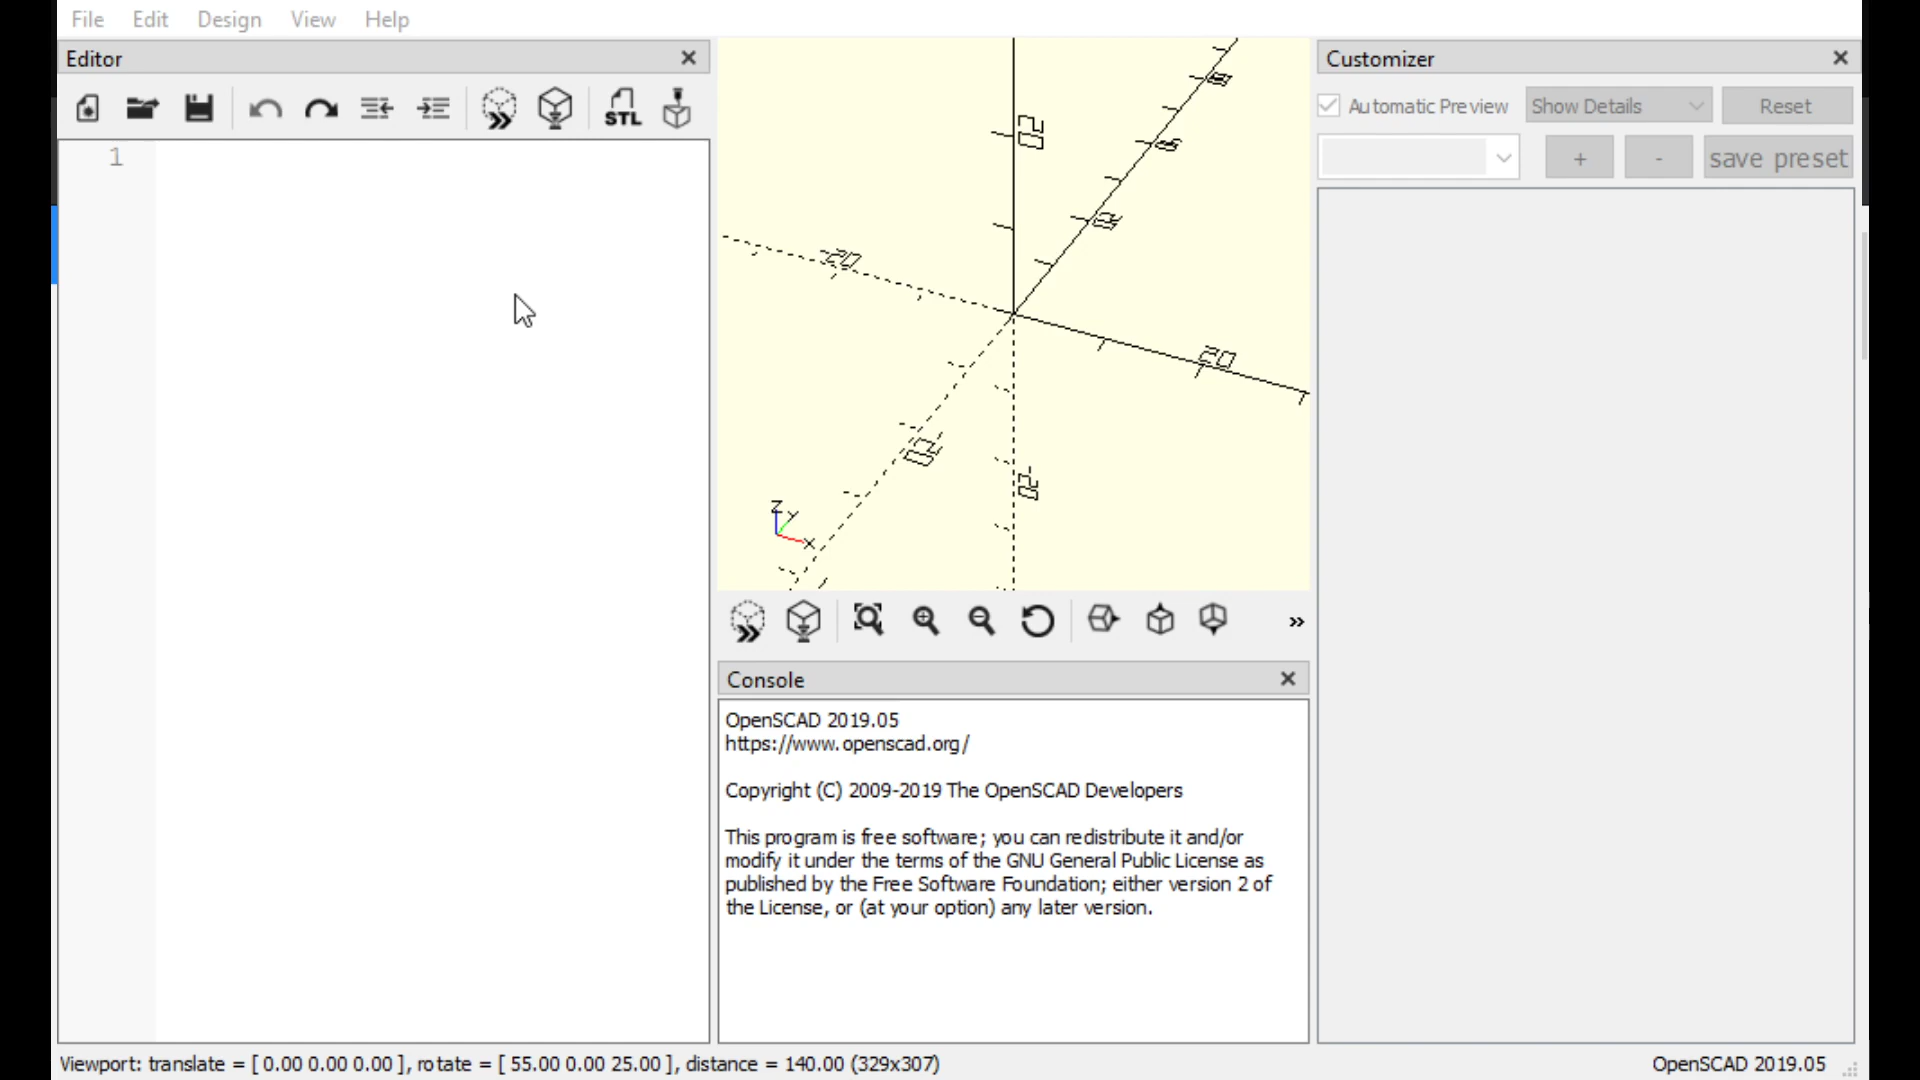 File Edit Design View Help
Editor
STL
1
20
20
-20
-20
Z
Y
X
Console
OpenSCAD 2019.05
https://www.openscad.org/
Copyright (C) 2009-2019 The OpenSCAD Developers
This program is free software; you can redistribute it and/or
modify it under the terms of the GNU General Public License as
published by the Free Software Foundation; either version 2 of
the License, or (at your option) any later version.
Customizer
Automatic Preview Show Details Reset
+ - save preset
Viewport: translate = [ 0.00 0.00 0.00 ], rotate = [ 55.00 0.00 25.00 ], distance = 140.00 (329x307)
OpenSCAD 2019.05